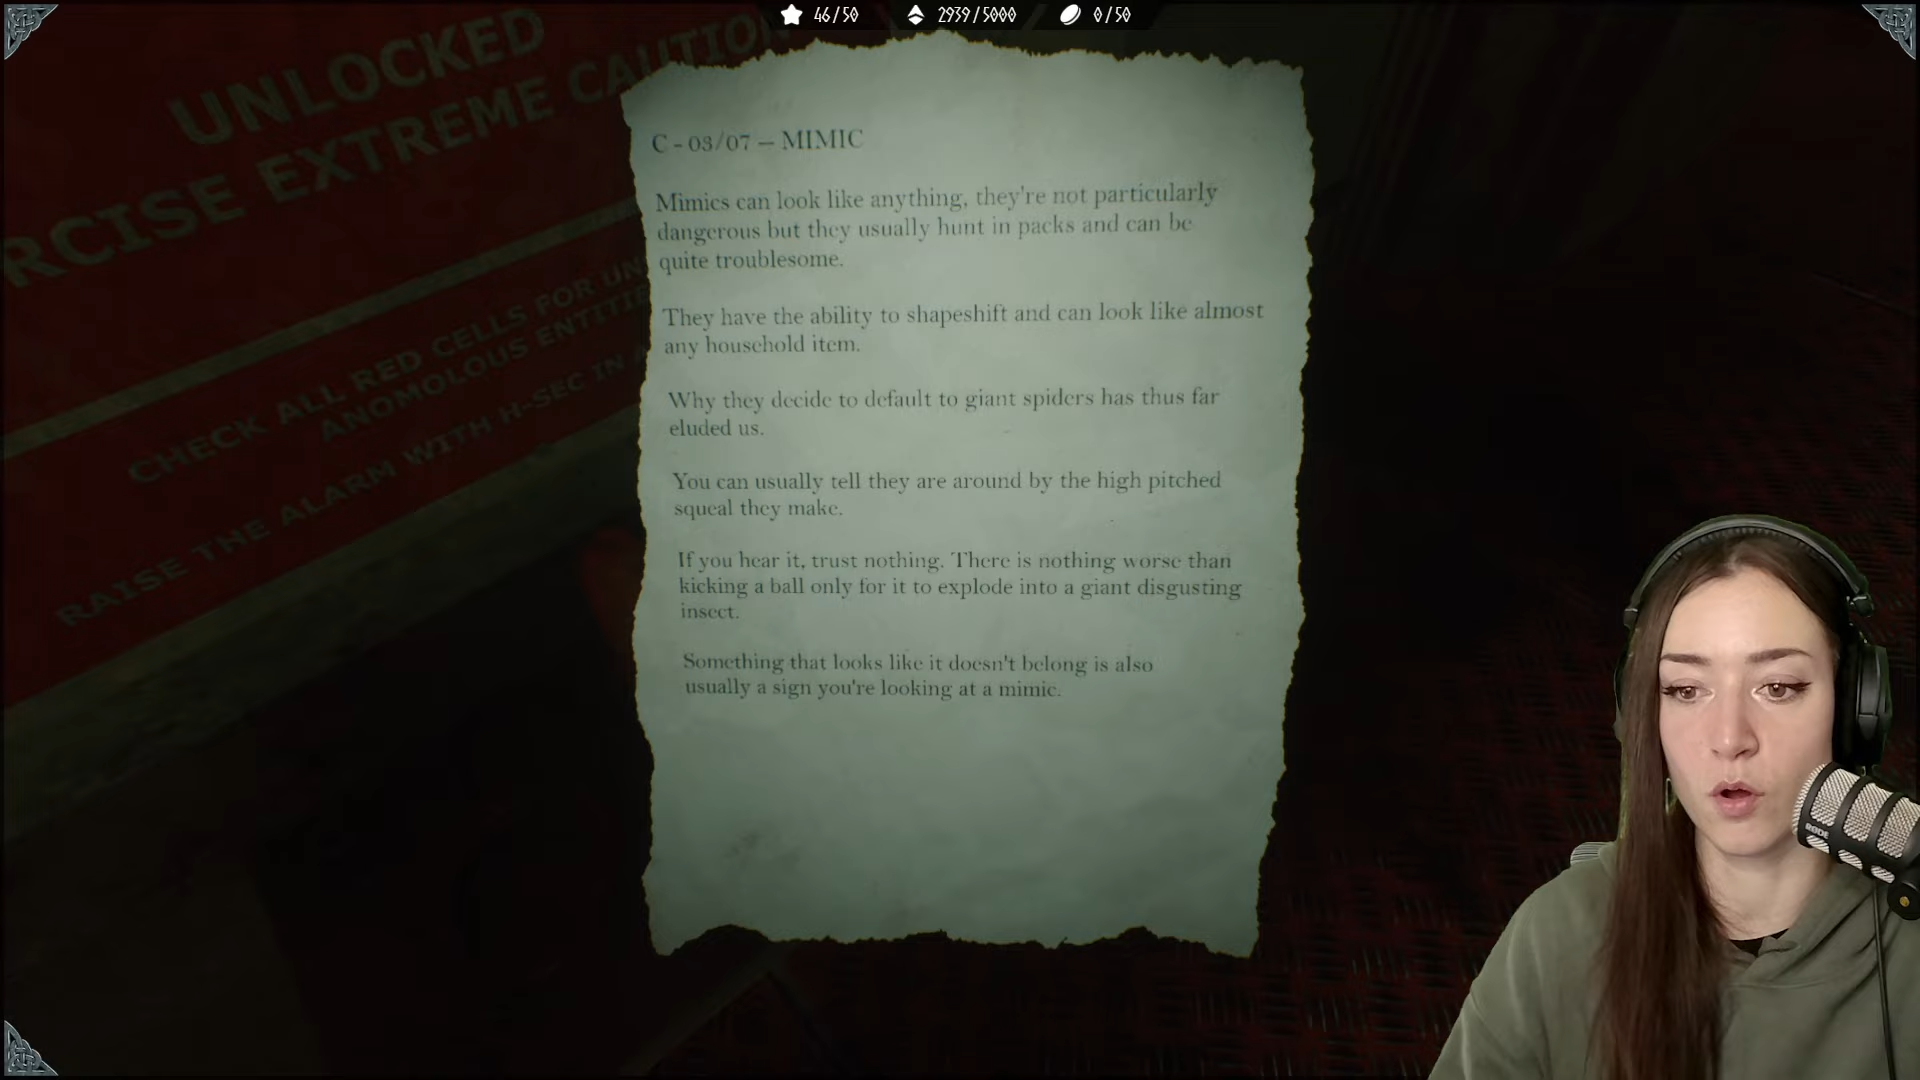 46/50
2939/5000
0/50
UNLOCKED
RCISE EXTREME CAUTION
CHECK ALL RED CELLS FOR UN
ANOMOLOUS ENTITIE
RAISE THE ALARM WITH H-SEC IN A
C - 03/07 – MIMIC
Mimics can look like anything, they're not particularly
dangerous but they usually hunt in packs and can be
quite troublesome.
They have the ability to shapeshift and can look like almost
any household item.
Why they decide to default to giant spiders has thus far
eluded us.
You can usually tell they are around by the high pitched
squeal they make.
If you hear it, trust nothing. There is nothing worse than
kicking a ball only for it to explode into a giant disgusting
insect.
Something that looks like it doesn't belong is also
usually a sign you're looking at a mimic.
RØDE